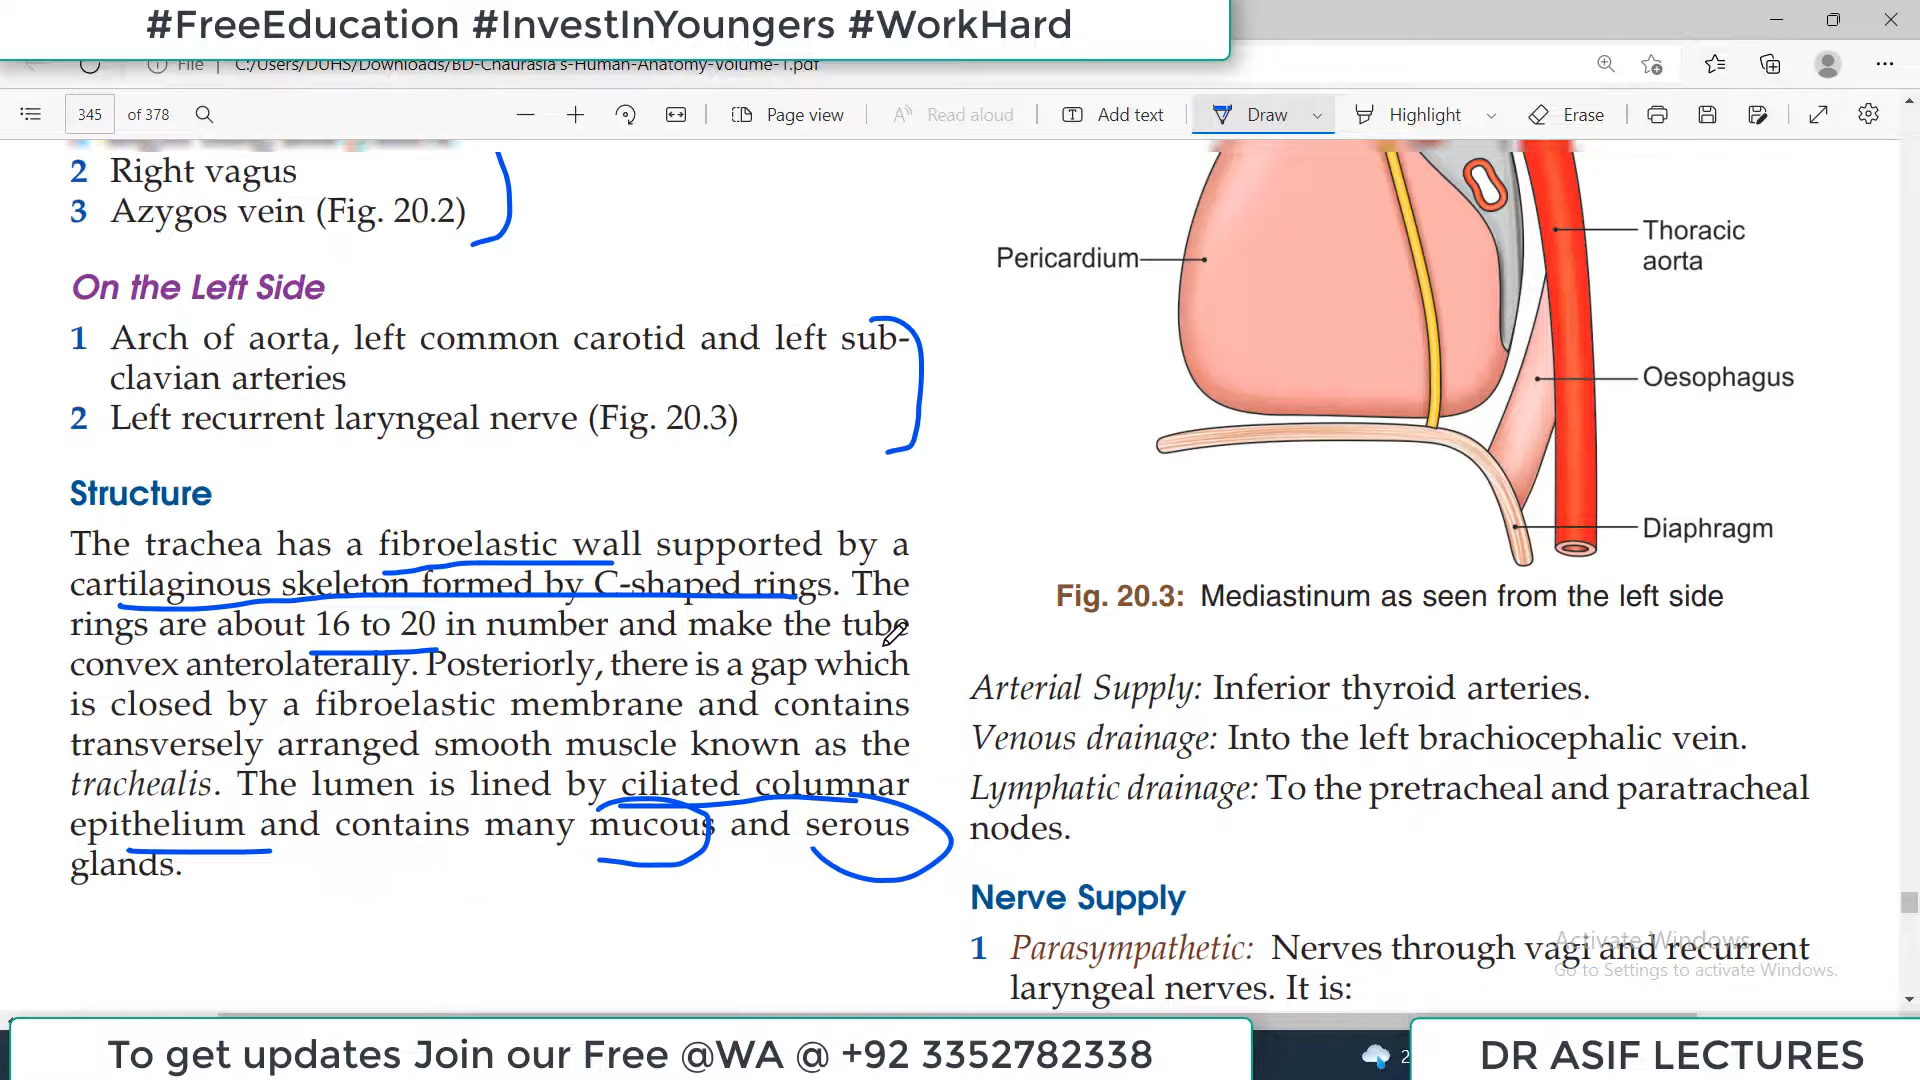 #FreeEducation #InvestInYoungers #WorkHard
File
C:/Users/DUHS/Downloads/BD-Chaurasia s-Human-Anatomy-Volume-1.pdf
345 of 378
Page view
Read aloud
Add text
Draw
Highlight
Erase
2 Right vagus
3 Azygos vein (Fig. 20.2)
On the Left Side
1 Arch of aorta, left common carotid and left sub-
clavian arteries
2 Left recurrent laryngeal nerve (Fig. 20.3)
Structure
The trachea has a fibroelastic wall supported by a
cartilaginous skeleton formed by C-shaped rings. The
rings are about 16 to 20 in number and make the tube
convex anterolaterally. Posteriorly, there is a gap which
is closed by a fibroelastic membrane and contains
transversely arranged smooth muscle known as the
trachealis. The lumen is lined by ciliated columnar
epithelium and contains many mucous and serous
glands.
Pericardium
Thoracic
aorta
Oesophagus
Diaphragm
Fig. 20.3: Mediastinum as seen from the left side
Arterial Supply: Inferior thyroid arteries.
Venous drainage: Into the left brachiocephalic vein.
Lymphatic drainage: To the pretracheal and paratracheal
nodes.
Nerve Supply
1 Parasympathetic: Nerves through vagi and recurrent
laryngeal nerves. It is:
Activate Windows
Go to Settings to activate Windows.
To get updates Join our Free @WA @ +92 3352782338
2
DR ASIF LECTURES